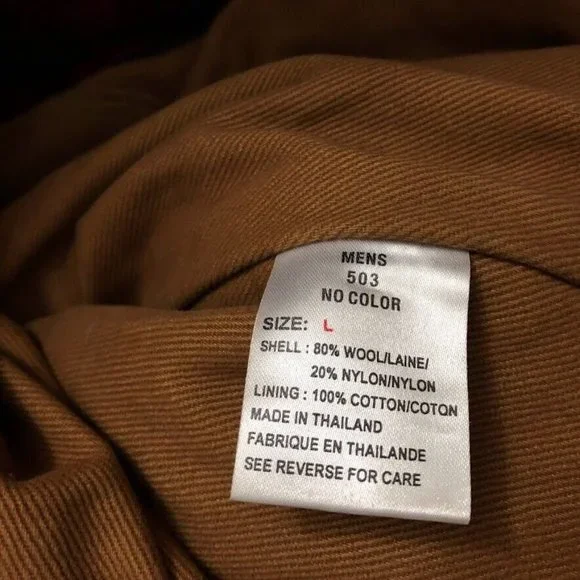 MENS
503
NO COLOR
SIZE: L
SHELL : 80% WOOL/LAINE/
20% NYLON/NYLON
LINING : 100% COTTON/COTON
MADE IN THAILAND
FABRIQUE EN THAILANDE
SEE REVERSE FOR CARE